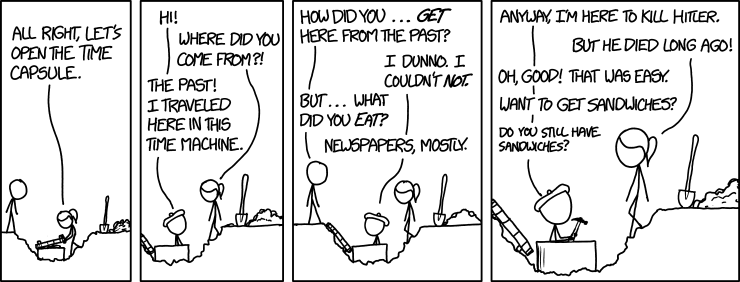 ALL RIGHT, LET'S
OPEN THE TIME
CAPSULE..
HI!
WHERE DID YOU
COME FROM?!
THE PAST!
I TRAVELED
HERE IN THIS
TIME MACHINE.
HOW DID YOU ... GET
HERE FROM THE PAST?
I DUNNO. I
COULDN'T NOT.
BUT... WHAT
DID YOU EAT?
NEWSPAPERS, MOSTLY.
ANYWAY, I'M HERE TO KILL HITLER.
BUT HE DIED LONG AGO!
OH, GOOD! THAT WAS EASY.
WANT TO GET SANDWICHES?
DO YOU STILL HAVE
SANDWICHES?